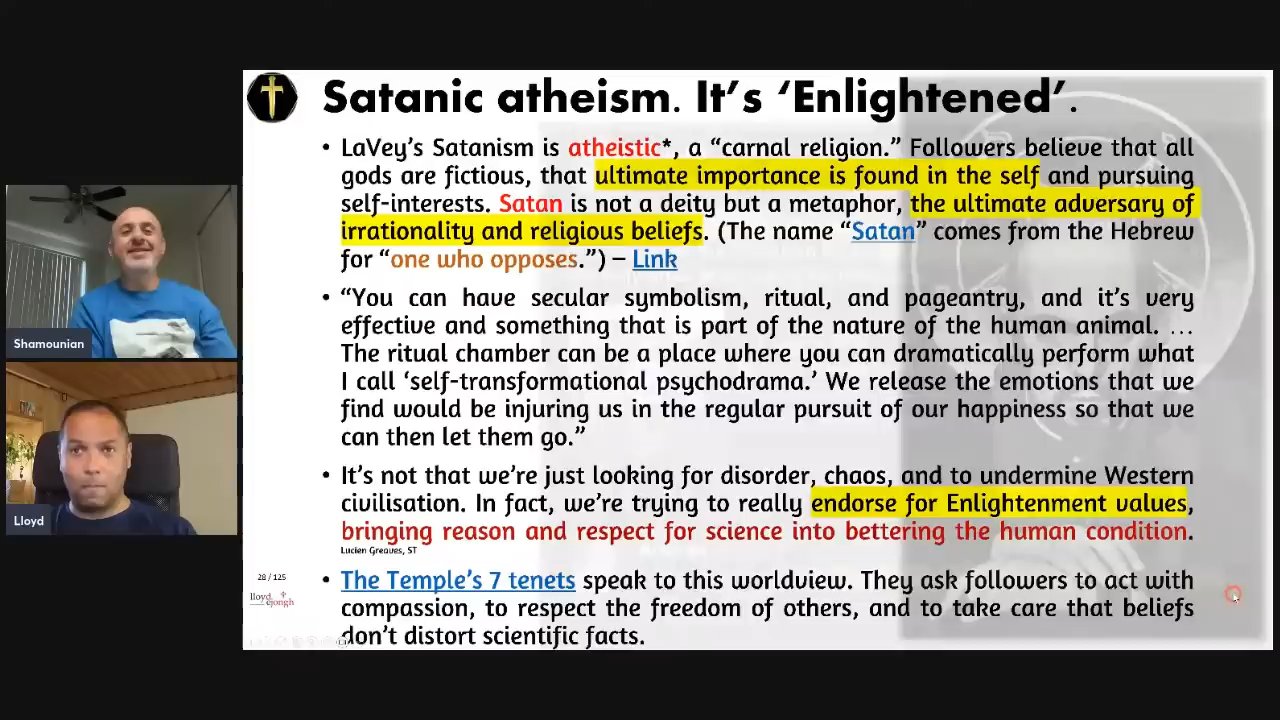 Satanic atheism. It's 'Enlightened'.
• LaVey's Satanism is atheistic*, a “carnal religion.” Followers believe that all
gods are fictious, that ultimate importance is found in the self and pursuing
self-interests. Satan is not a deity but a metaphor, the ultimate adversary of
irrationality and religious beliefs. (The name “Satan” comes from the Hebrew
for “one who opposes.”) – Link
• “You can have secular symbolism, ritual, and pageantry, and it's very
effective and something that is part of the nature of the human animal. …
The ritual chamber can be a place where you can dramatically perform what
I call ‘self-transformational psychodrama.’ We release the emotions that we
find would be injuring us in the regular pursuit of our happiness so that we
can then let them go.”
• It's not that we're just looking for disorder, chaos, and to undermine Western
civilisation. In fact, we're trying to really endorse for Enlightenment values,
bringing reason and respect for science into bettering the human condition.
Lucien Greaves, ST
• The Temple's 7 tenets speak to this worldview. They ask followers to act with
compassion, to respect the freedom of others, and to take care that beliefs
don't distort scientific facts.
28 / 125
lloyd
ejongh
Shamounian
Lloyd